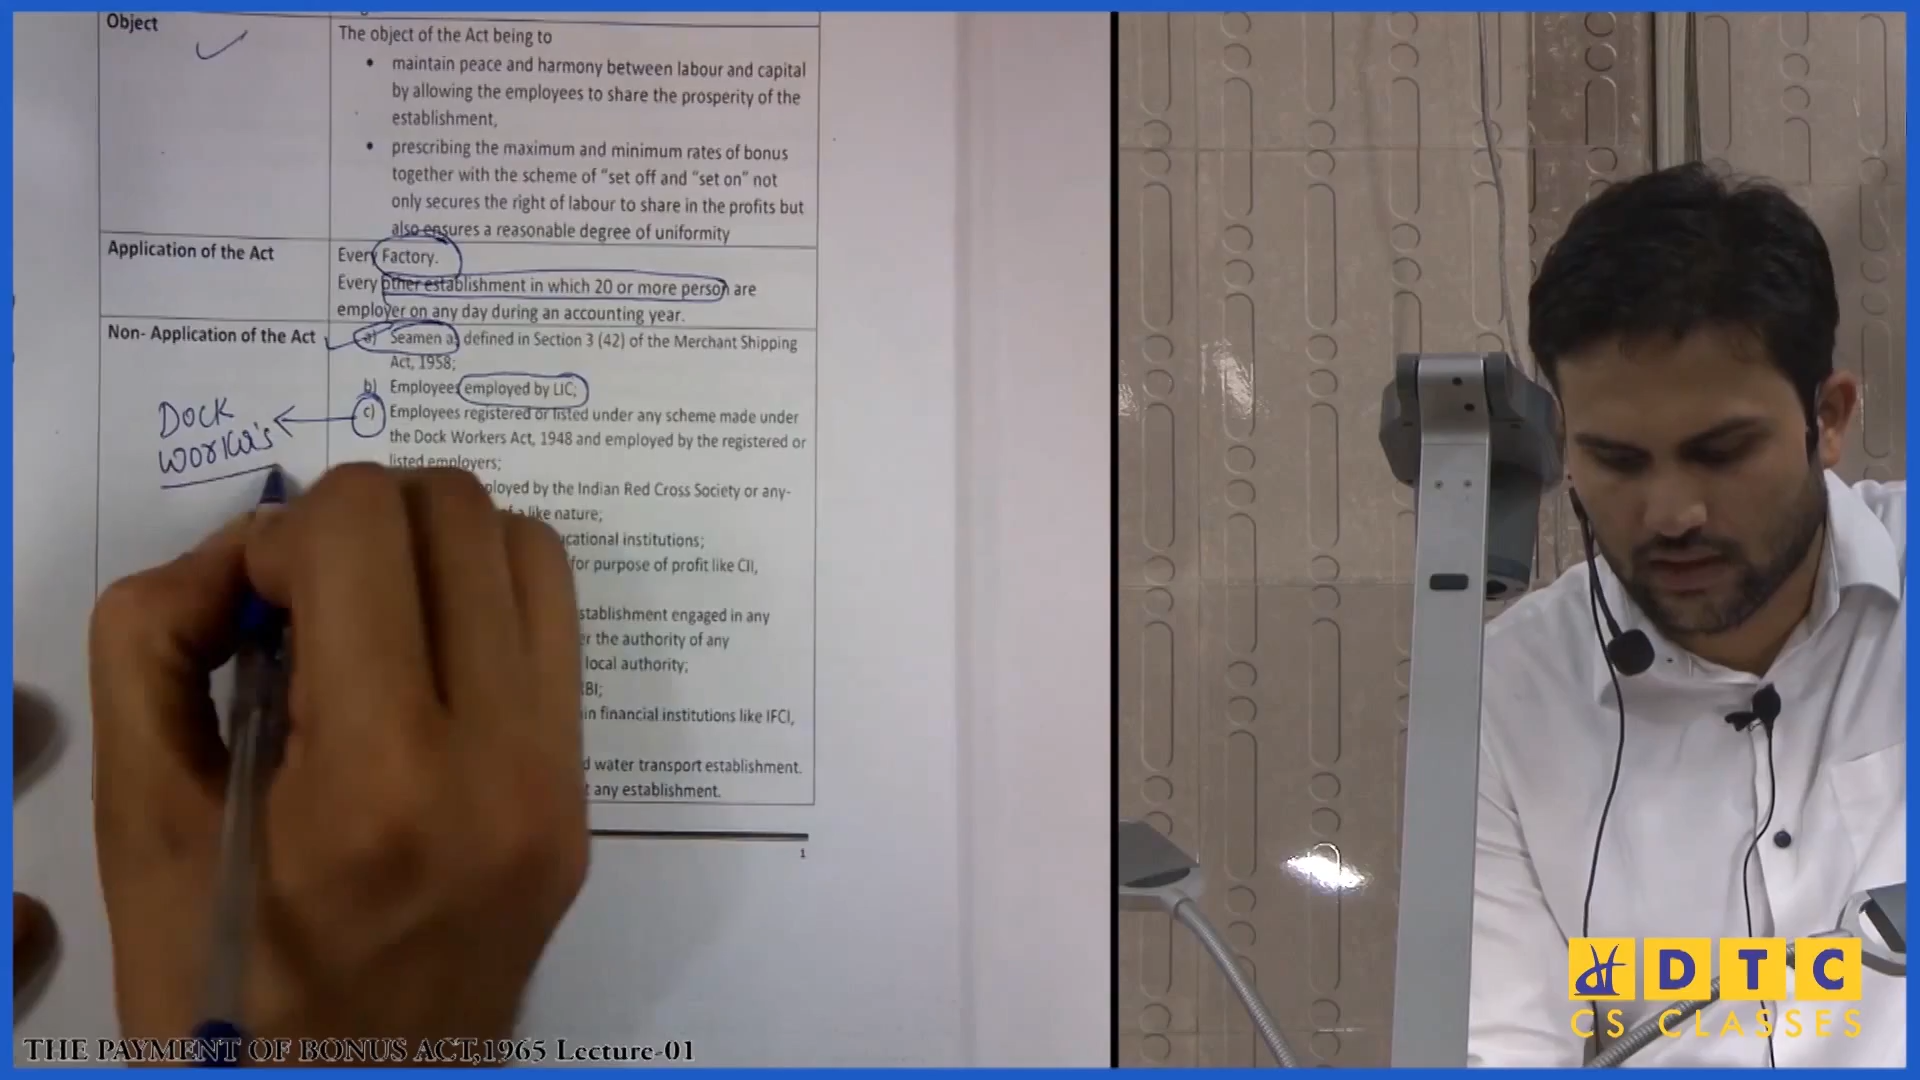 Object
The object of the Act being to
• maintain peace and harmony between labour and capital
by allowing the employees to share the prosperity of the
establishment,
• prescribing the maximum and minimum rates of bonus
together with the scheme of "set off and "set on" not
only secures the right of labour to share in the profits but
also ensures a reasonable degree of uniformity
Application of the Act
Every Factory.
Every other establishment in which 20 or more person are
employer on any day during an accounting year.
Non- Application of the Act
a) Seamen as defined in Section 3 (42) of the Merchant Shipping
Act, 1958;
b) Employees employed by LIC;
c) Employees registered or listed under any scheme made under
the Dock Workers Act, 1948 and employed by the registered or
listed employers;
Dock
Worker's
ployed by the Indian Red Cross Society or any-
like nature;
cational institutions;
for purpose of profit like CII,
stablishment engaged in any
er the authority of any
local authority;
RBI;
in financial institutions like IFCI,
d water transport establishment.
t any establishment.
1
THE PAYMENT OF BONUS ACT,1965 Lecture-01
DTC
CS CLASSES